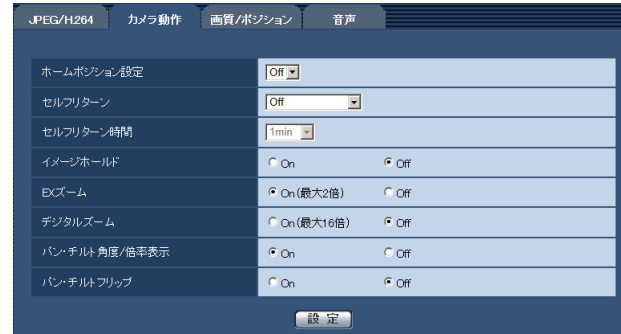 JPEG/H.264 カメラ動作 画質/ポジション 音声
ホームポジション設定 Off
セルフリターン Off
セルフリターン時間 1min
イメージホールド On Off
EXズーム On(最大2倍) Off
デジタルズーム On(最大16倍) Off
パン・チルト角度/倍率表示 On Off
パン・チルトフリップ On Off
設定